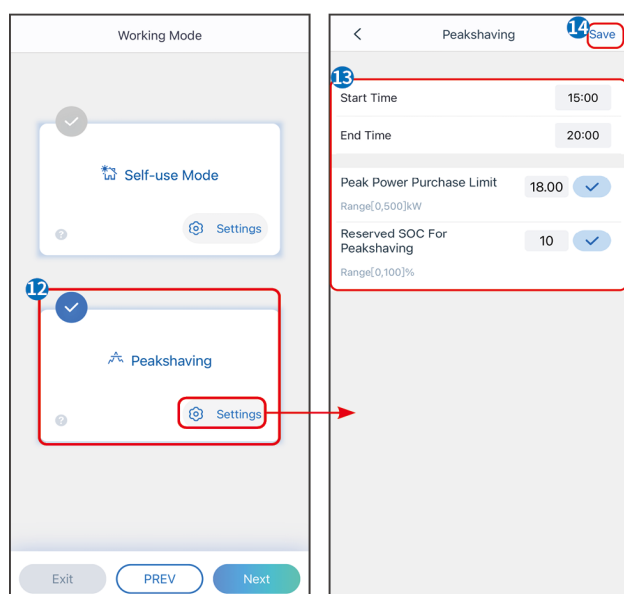 Working Mode
Self-use Mode
?
Settings
12
Peakshaving
?
Settings
Exit
PREV
Next
Peakshaving
14
Save
13
Start Time
15:00
End Time
20:00
Peak Power Purchase Limit
18.00
Range[0,500]kW
Reserved SOC For
Peakshaving
10
Range[0,100]%